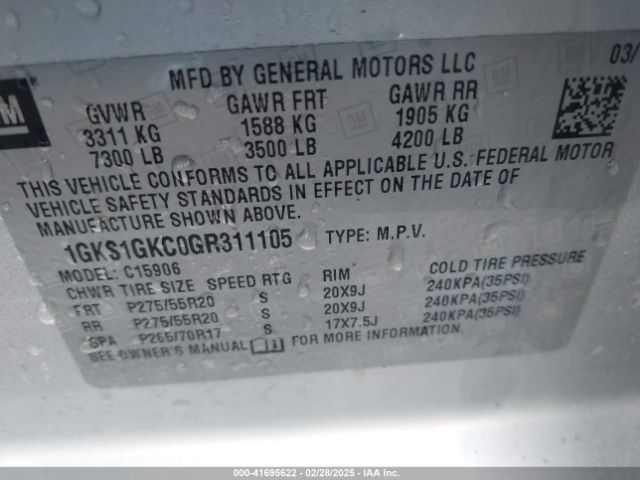 GM
MFD BY GENERAL MOTORS LLC 03/
GVWR GAWR FRT GAWR RR
3311 KG 1588 KG 1905 KG
7300 LB 3500 LB 4200 LB
THIS VEHICLE CONFORMS TO ALL APPLICABLE U.S. FEDERAL MOTOR
VEHICLE SAFETY STANDARDS IN EFFECT ON THE DATE OF
MANUFACTURE SHOWN ABOVE.
1GKS1GKC0GR311105 TYPE: M.P.V.
MODEL: C15906
CHWR TIRE SIZE SPEED RTG RIM COLD TIRE PRESSURE
FRT P275/55R20 S 20X9J 240KPA(35PSI)
RR P275/55R20 S 20X9J 240KPA(35PSI)
SPA P265/70R17 S 17X7.5J 240KPA(35PSI)
SEE OWNER'S MANUAL FOR MORE INFORMATION.
000-41695622 | 02/28/2025 - IAA Inc.